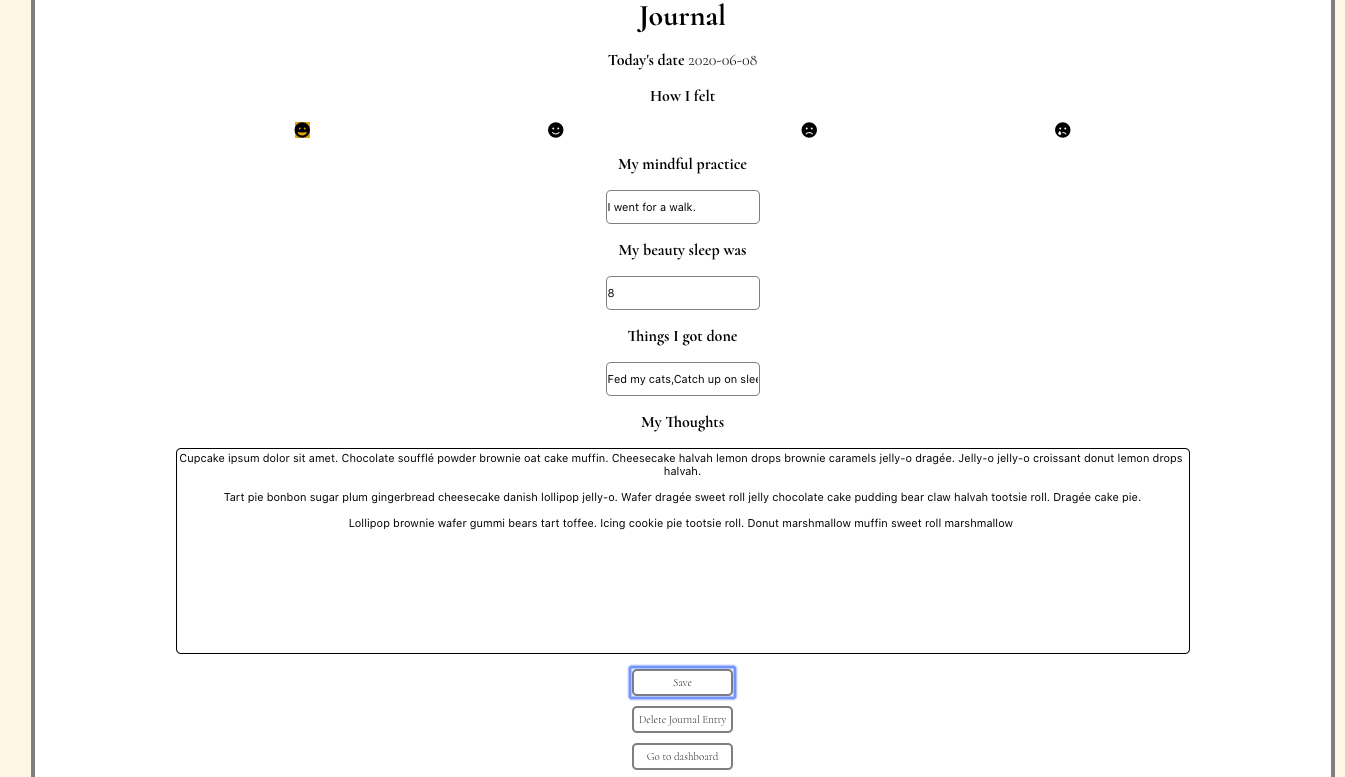 Journal
Today's date 2020-06-08
How I felt
My mindful practice
I went for a walk.
My beauty sleep was
8
Things I got done
Fed my cats,Catch up on slee
My Thoughts
Cupcake ipsum dolor sit amet. Chocolate soufflé powder brownie oat cake muffin. Cheesecake halvah lemon drops brownie caramels jelly-o dragée. Jelly-o jelly-o croissant donut lemon drops
halvah.
Tart pie bonbon sugar plum gingerbread cheesecake danish lollipop jelly-o. Wafer dragée sweet roll jelly chocolate cake pudding bear claw halvah tootsie roll. Dragée cake pie.
Lollipop brownie wafer gummi bears tart toffee. Icing cookie pie tootsie roll. Donut marshmallow muffin sweet roll marshmallow
Save
Delete Journal Entry
Go to dashboard